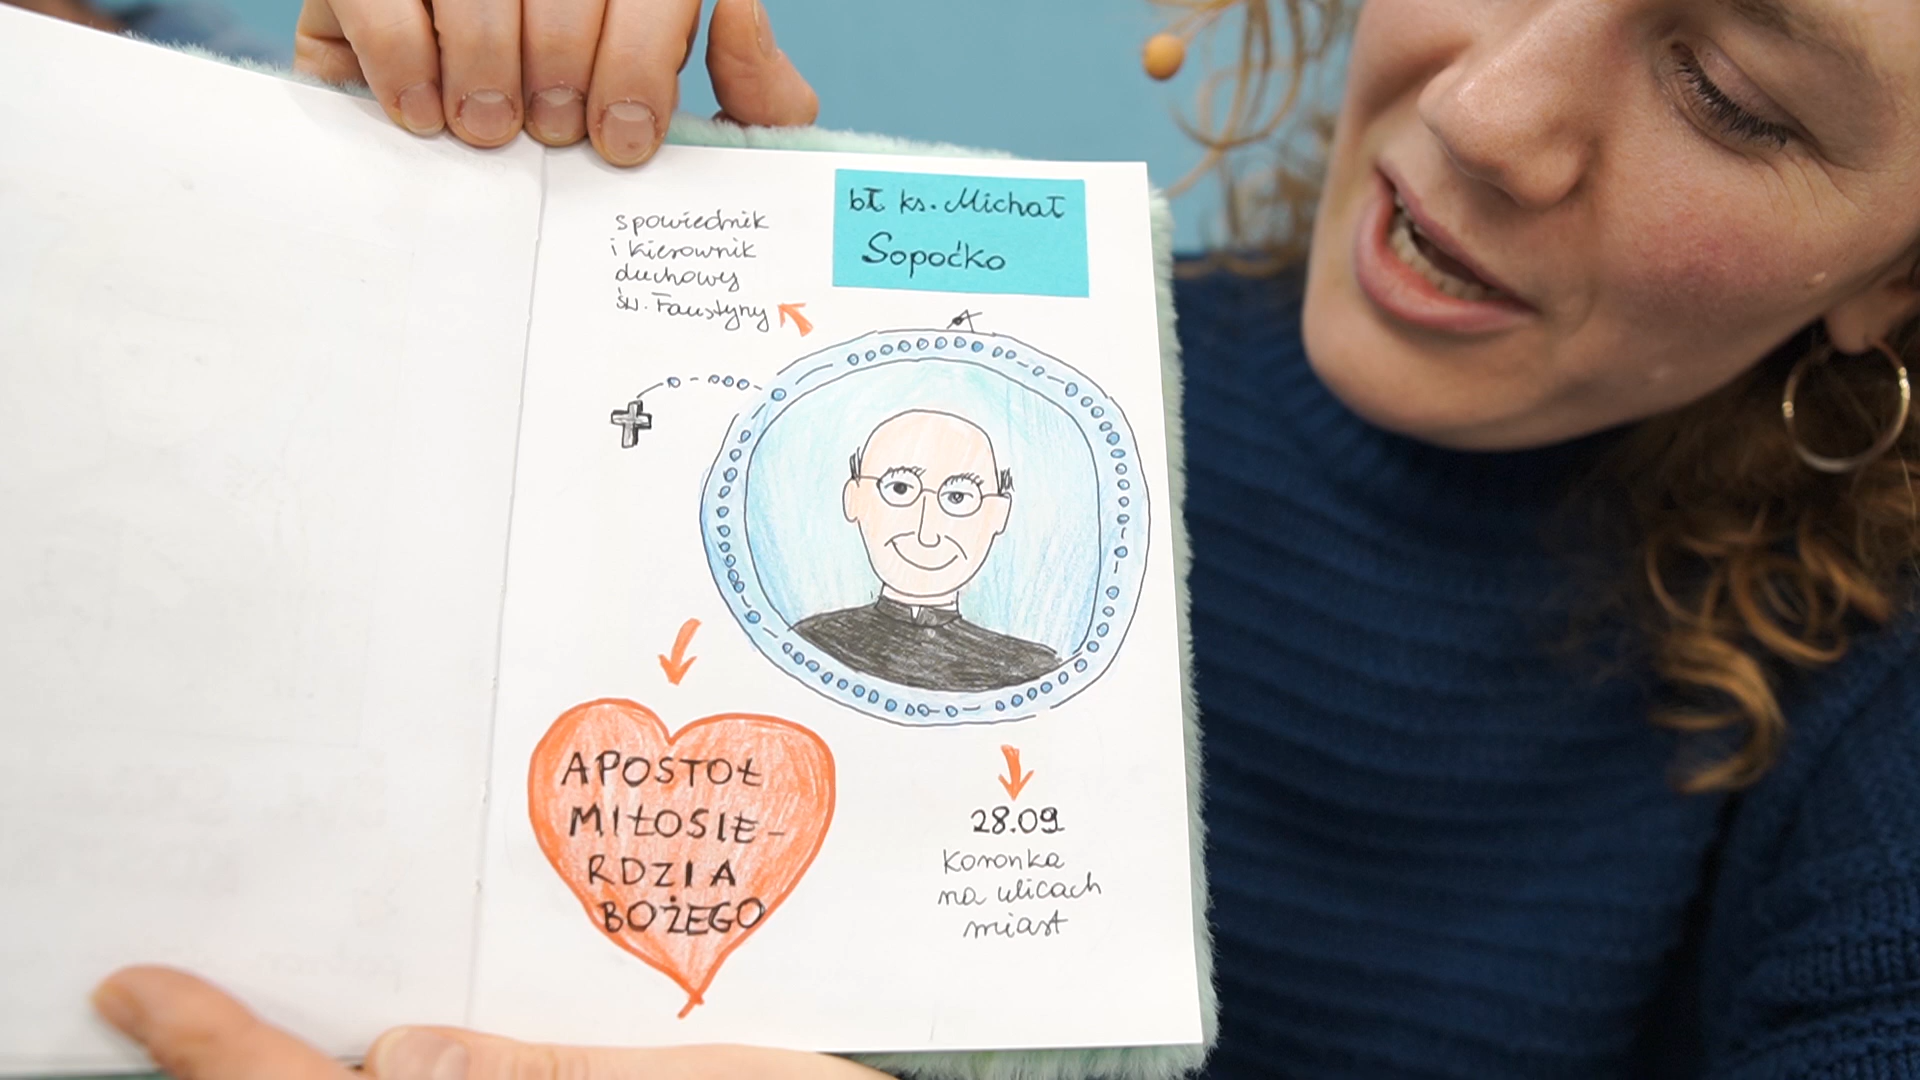 bł ks. Michał
Sopoćko
spowiednik
i kierownik
duchowy
św. Faustyny
APOSTOŁ
MIŁOSIE-
RDZIA
BOŻEGO
28.09
Koronka
na ulicach
miast